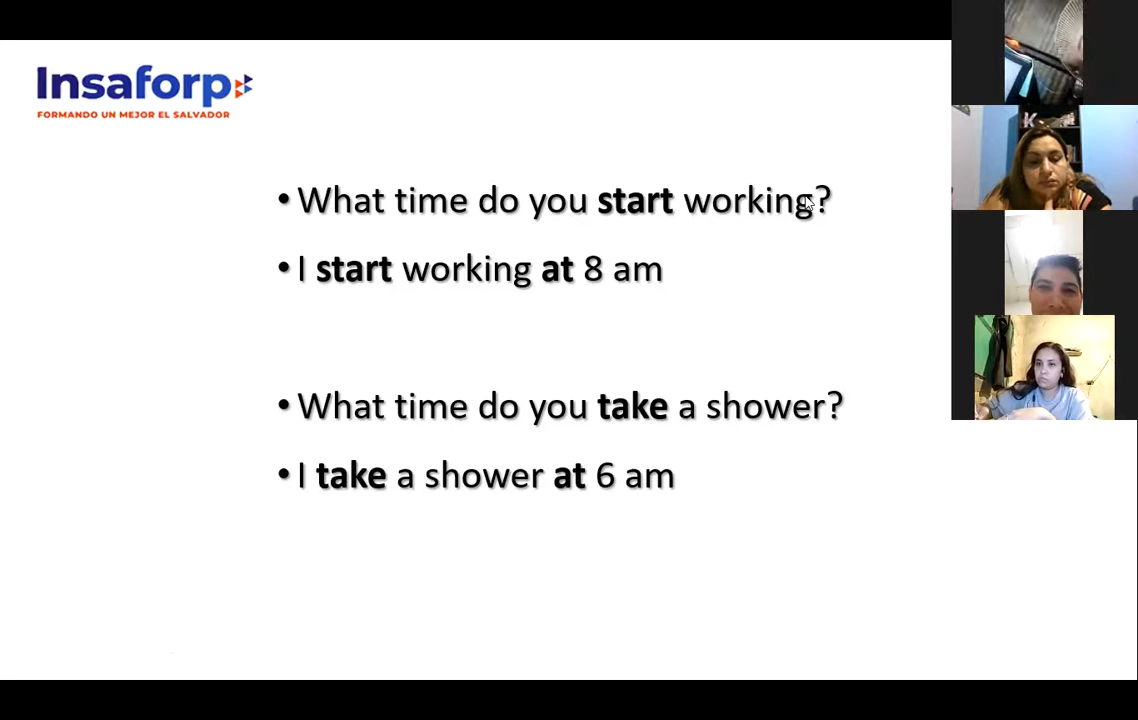 Insaforp
FORMANDO UN MEJOR EL SALVADOR
• What time do you start working?
• I start working at 8 am
• What time do you take a shower?
• I take a shower at 6 am
K